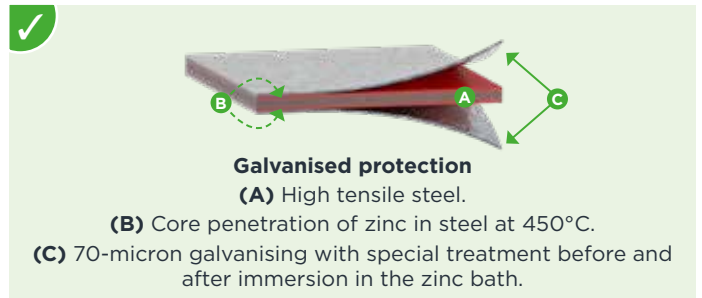 B
A
C
Galvanised protection
(A) High tensile steel.
(B) Core penetration of zinc in steel at 450°C.
(C) 70-micron galvanising with special treatment before and
after immersion in the zinc bath.